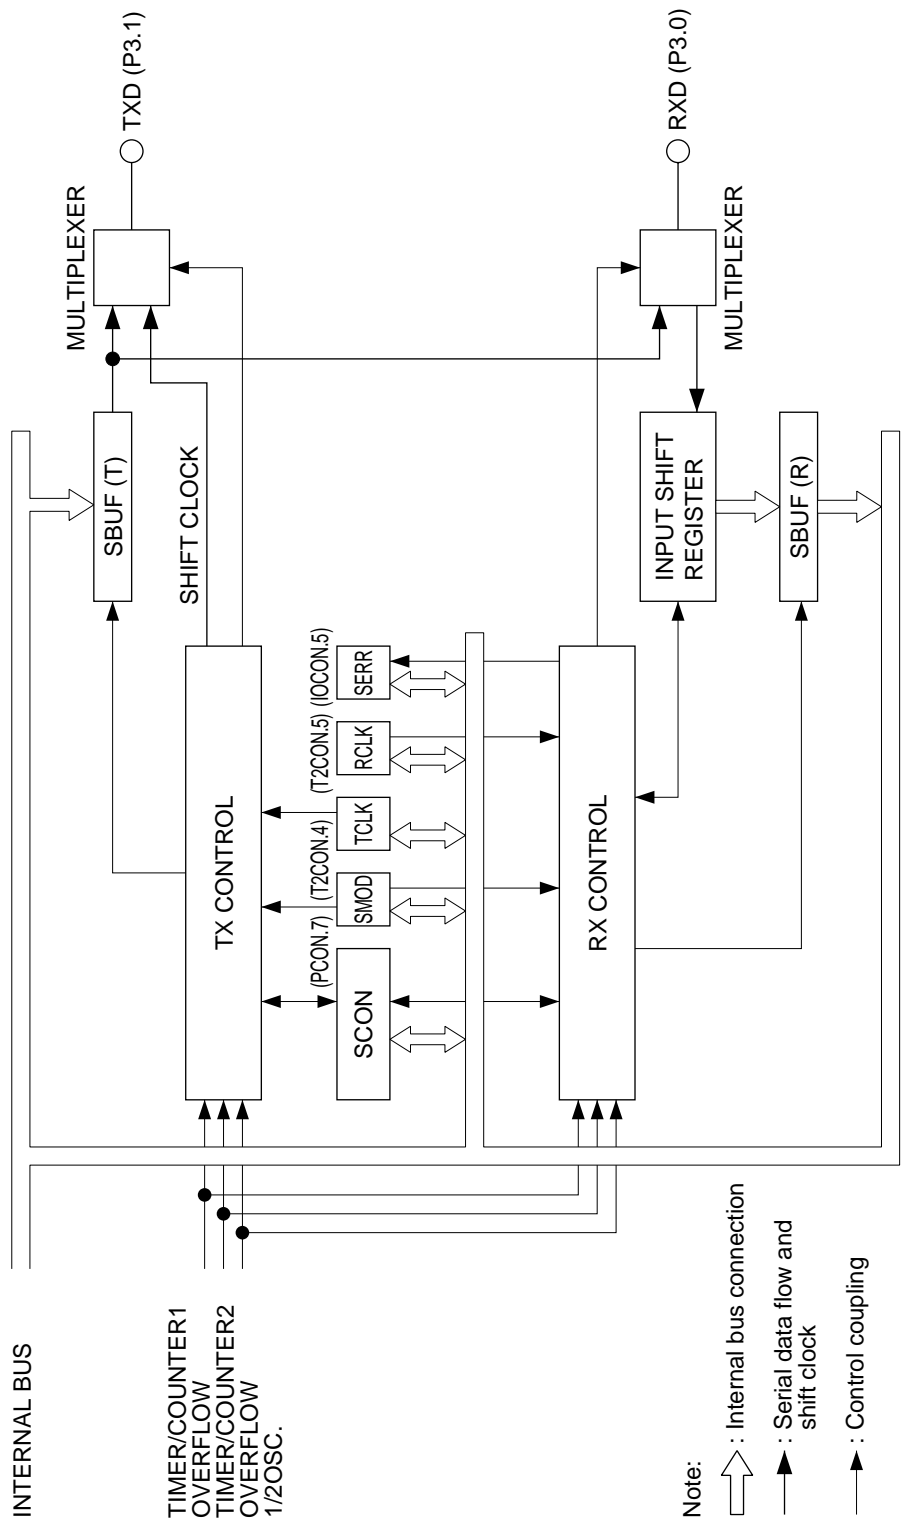 INTERNAL BUS
TIMER/COUNTER1
OVERFLOW
TIMER/COUNTER2
OVERFLOW
1/2OSC.
SBUF (T)
MULTIPLEXER
TXD (P3.1)
SHIFT CLOCK
TX CONTROL
(PCON.7)
(T2CON.4)
(T2CON.5)
(IOCON.5)
SCON
SMOD
TCLK
RCLK
SERR
RX CONTROL
INPUT SHIFT
REGISTER
SBUF (R)
MULTIPLEXER
RXD (P3.0)
Note:
: Internal bus connection
: Serial data flow and
shift clock
: Control coupling